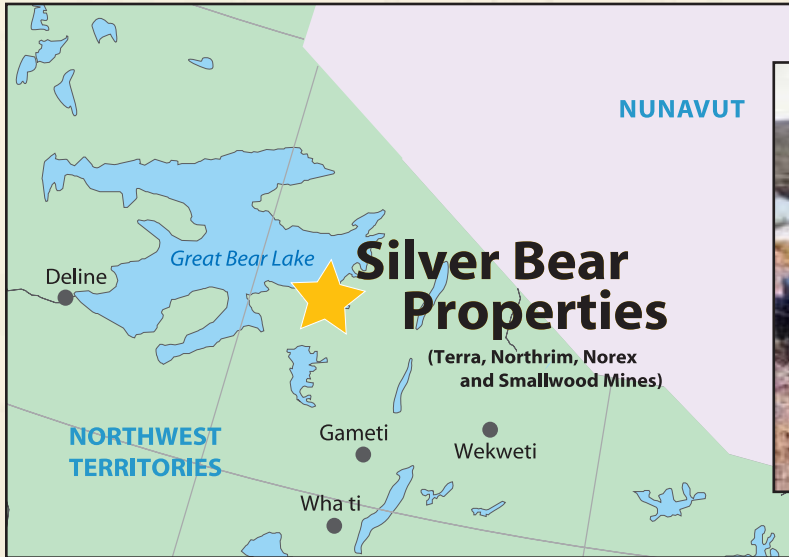 NUNAVUT
Great Bear Lake
Silver Bear
Properties
Deline
(Terra, Northrim, Norex
and Smallwood Mines)
NORTHWEST
TERRITORIES
Gameti
Wekweti
Wha ti